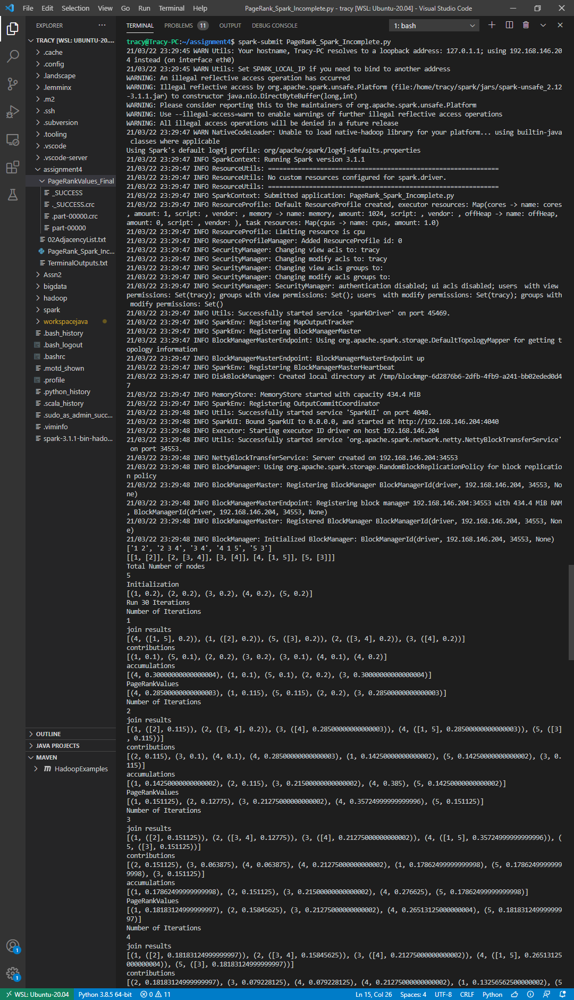 File Edit Selection View Go Run Terminal Help PageRank_Spark_Incomplete.py - tracy [WSL: Ubuntu-20.04] - Visual Studio Code
EXPLORER ...
TRACY [WSL: UBUNTU-20....
.cache
.config
.landscape
.lemminx
.m2
.ssh
.subversion
.tooling
.vscode
.vscode-server
assignment4
PageRankValues_Final
_SUCCESS
._SUCCESS.crc
.part-00000.crc
part-00000
02AdjacencyList.txt
PageRank_Spark_Inc...
TerminalOutputs.txt
Assn2
bigdata
hadoop
spark
workspacejava
.bash_history
.bash_logout
.bashrc
.motd_shown
.profile
.python_history
.scala_history
.sudo_as_admin_succ...
.viminfo
spark-3.1.1-bin-hado...
OUTLINE
JAVA PROJECTS
MAVEN
m HadoopExamples
1
1
TERMINAL PROBLEMS 11 OUTPUT DEBUG CONSOLE 1: bash
tracy@Tracy-PC:~/assignment4$ spark-submit PageRank_Spark_Incomplete.py
21/03/22 23:29:45 WARN Utils: Your hostname, Tracy-PC resolves to a loopback address: 127.0.1.1; using 192.168.146.20
4 instead (on interface eth0)
21/03/22 23:29:45 WARN Utils: Set SPARK_LOCAL_IP if you need to bind to another address
WARNING: An illegal reflective access operation has occurred
WARNING: Illegal reflective access by org.apache.spark.unsafe.Platform (file:/home/tracy/spark/jars/spark-unsafe_2.12
-3.1.1.jar) to constructor java.nio.DirectByteBuffer(long,int)
WARNING: Please consider reporting this to the maintainers of org.apache.spark.unsafe.Platform
WARNING: Use --illegal-access=warn to enable warnings of further illegal reflective access operations
WARNING: All illegal access operations will be denied in a future release
21/03/22 23:29:47 WARN NativeCodeLoader: Unable to load native-hadoop library for your platform... using builtin-java
 classes where applicable
Using Spark's default log4j profile: org/apache/spark/log4j-defaults.properties
21/03/22 23:29:47 INFO SparkContext: Running Spark version 3.1.1
21/03/22 23:29:47 INFO ResourceUtils: ==============================================================
21/03/22 23:29:47 INFO ResourceUtils: No custom resources configured for spark.driver.
21/03/22 23:29:47 INFO ResourceUtils: ==============================================================
21/03/22 23:29:47 INFO SparkContext: Submitted application: PageRank_Spark_Incomplete.py
21/03/22 23:29:47 INFO ResourceProfile: Default ResourceProfile created, executor resources: Map(cores -> name: cores
, amount: 1, script: , vendor: , memory -> name: memory, amount: 1024, script: , vendor: , offHeap -> name: offHeap,
amount: 0, script: , vendor: ), task resources: Map(cpus -> name: cpus, amount: 1.0)
21/03/22 23:29:47 INFO ResourceProfile: Limiting resource is cpu
21/03/22 23:29:47 INFO ResourceProfileManager: Added ResourceProfile id: 0
21/03/22 23:29:47 INFO SecurityManager: Changing view acls to: tracy
21/03/22 23:29:47 INFO SecurityManager: Changing modify acls to: tracy
21/03/22 23:29:47 INFO SecurityManager: Changing view acls groups to:
21/03/22 23:29:47 INFO SecurityManager: Changing modify acls groups to:
21/03/22 23:29:47 INFO SecurityManager: SecurityManager: authentication disabled; ui acls disabled; users  with view
permissions: Set(tracy); groups with view permissions: Set(); users  with modify permissions: Set(tracy); groups with
 modify permissions: Set()
21/03/22 23:29:47 INFO Utils: Successfully started service 'sparkDriver' on port 45469.
21/03/22 23:29:47 INFO SparkEnv: Registering MapOutputTracker
21/03/22 23:29:47 INFO SparkEnv: Registering BlockManagerMaster
21/03/22 23:29:47 INFO BlockManagerMasterEndpoint: Using org.apache.spark.storage.DefaultTopologyMapper for getting t
opology information
21/03/22 23:29:47 INFO BlockManagerMasterEndpoint: BlockManagerMasterEndpoint up
21/03/22 23:29:47 INFO SparkEnv: Registering BlockManagerMasterHeartbeat
21/03/22 23:29:47 INFO DiskBlockManager: Created local directory at /tmp/blockmgr-6d2876b6-2dfb-4fb9-a241-bb02eded0d4
7
21/03/22 23:29:47 INFO MemoryStore: MemoryStore started with capacity 434.4 MiB
21/03/22 23:29:47 INFO SparkEnv: Registering OutputCommitCoordinator
21/03/22 23:29:48 INFO Utils: Successfully started service 'SparkUI' on port 4040.
21/03/22 23:29:48 INFO SparkUI: Bound SparkUI to 0.0.0.0, and started at http://192.168.146.204:4040
21/03/22 23:29:48 INFO Executor: Starting executor ID driver on host 192.168.146.204
21/03/22 23:29:48 INFO Utils: Successfully started service 'org.apache.spark.network.netty.NettyBlockTransferService'
 on port 34553.
21/03/22 23:29:48 INFO NettyBlockTransferService: Server created on 192.168.146.204:34553
21/03/22 23:29:48 INFO BlockManager: Using org.apache.spark.storage.RandomBlockReplicationPolicy for block replicatio
n policy
21/03/22 23:29:48 INFO BlockManagerMaster: Registering BlockManager BlockManagerId(driver, 192.168.146.204, 34553, No
ne)
21/03/22 23:29:48 INFO BlockManagerMasterEndpoint: Registering block manager 192.168.146.204:34553 with 434.4 MiB RAM
, BlockManagerId(driver, 192.168.146.204, 34553, None)
21/03/22 23:29:48 INFO BlockManagerMaster: Registered BlockManager BlockManagerId(driver, 192.168.146.204, 34553, Non
e)
21/03/22 23:29:48 INFO BlockManager: Initialized BlockManager: BlockManagerId(driver, 192.168.146.204, 34553, None)
['1 2', '2 3 4', '3 4', '4 1 5', '5 3']
[[1, [2]], [2, [3, 4]], [3, [4]], [4, [1, 5]], [5, [3]]]
Total Number of nodes
5
Initialization
[(1, 0.2), (2, 0.2), (3, 0.2), (4, 0.2), (5, 0.2)]
Run 30 Iterations
Number of Iterations
1
join results
[(4, ([1, 5], 0.2)), (1, ([2], 0.2)), (5, ([3], 0.2)), (2, ([3, 4], 0.2)), (3, ([4], 0.2))]
contributions
[(1, 0.1), (5, 0.1), (2, 0.2), (3, 0.2), (3, 0.1), (4, 0.1), (4, 0.2)]
accumulations
[(4, 0.30000000000000004), (1, 0.1), (5, 0.1), (2, 0.2), (3, 0.30000000000000004)]
PageRankValues
[(4, 0.28500000000000003), (1, 0.115), (5, 0.115), (2, 0.2), (3, 0.28500000000000003)]
Number of Iterations
2
join results
[(1, ([2], 0.115)), (2, ([3, 4], 0.2)), (3, ([4], 0.28500000000000003)), (4, ([1, 5], 0.28500000000000003)), (5, ([3]
, 0.115))]
contributions
[(2, 0.115), (3, 0.1), (4, 0.1), (4, 0.28500000000000003), (1, 0.14250000000000002), (5, 0.14250000000000002), (3, 0.
115)]
accumulations
[(1, 0.14250000000000002), (2, 0.115), (3, 0.21500000000000002), (4, 0.385), (5, 0.14250000000000002)]
PageRankValues
[(1, 0.151125), (2, 0.12775), (3, 0.21275000000000002), (4, 0.35724999999999996), (5, 0.151125)]
Number of Iterations
3
join results
[(1, ([2], 0.151125)), (2, ([3, 4], 0.12775)), (3, ([4], 0.21275000000000002)), (4, ([1, 5], 0.35724999999999996)), (
5, ([3], 0.151125))]
contributions
[(2, 0.151125), (3, 0.063875), (4, 0.063875), (4, 0.21275000000000002), (1, 0.17862499999999998), (5, 0.1786249999999
9998), (3, 0.151125)]
accumulations
[(1, 0.17862499999999998), (2, 0.151125), (3, 0.21500000000000002), (4, 0.276625), (5, 0.17862499999999998)]
PageRankValues
[(1, 0.18183124999999997), (2, 0.15845625), (3, 0.21275000000000002), (4, 0.26513125000000004), (5, 0.181831249999999
97)]
Number of Iterations
4
join results
[(1, ([2], 0.18183124999999997)), (2, ([3, 4], 0.15845625)), (3, ([4], 0.21275000000000002)), (4, ([1, 5], 0.26513125
000000004)), (5, ([3], 0.18183124999999997))]
contributions
[(2, 0.18183124999999997), (3, 0.079228125), (4, 0.079228125), (4, 0.21275000000000002), (1, 0.13256562500000002), (5
WSL: Ubuntu-20.04 Python 3.8.5 64-bit 0 11 Ln 15, Col 26 Spaces: 4 UTF-8 CRLF Python